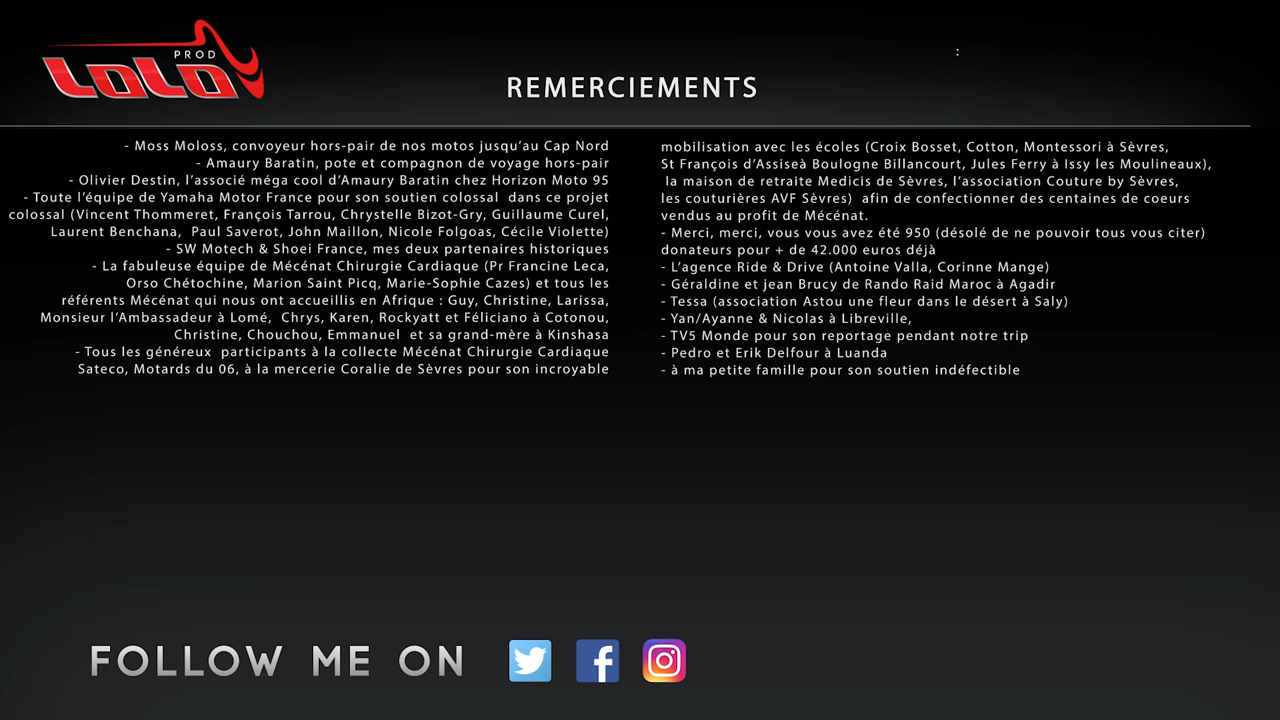 PROD
LOLO
:
REMERCIEMENTS
- Moss Moloss, convoyeur hors-pair de nos motos jusqu’au Cap Nord
- Amaury Baratin, pote et compagnon de voyage hors-pair
- Olivier Destin, l’associé méga cool d’Amaury Baratin chez Horizon Moto 95
- Toute l’équipe de Yamaha Motor France pour son soutien colossal dans ce projet
colossal (Vincent Thommeret, François Tarrou, Chrystelle Bizot-Gry, Guillaume Curel,
Laurent Benchana, Paul Saverot, John Maillon, Nicole Folgoas, Cécile Violette)
- SW Motech & Shoei France, mes deux partenaires historiques
- La fabuleuse équipe de Mécénat Chirurgie Cardiaque (Pr Francine Leca,
Orso Chétochine, Marion Saint Picq, Marie-Sophie Cazes) et tous les
référents Mécénat qui nous ont accueillis en Afrique : Guy, Christine, Larissa,
Monsieur l’Ambassadeur à Lomé, Chrys, Karen, Rockyatt et Féliciano à Cotonou,
Christine, Chouchou, Emmanuel et sa grand-mère à Kinshasa
- Tous les généreux participants à la collecte Mécénat Chirurgie Cardiaque
Sateco, Motards du 06, à la mercerie Coralie de Sèvres pour son incroyable
mobilisation avec les écoles (Croix Bosset, Cotton, Montessori à Sèvres,
St François d’Assiseà Boulogne Billancourt, Jules Ferry à Issy les Moulineaux),
la maison de retraite Medicis de Sèvres, l’association Couture by Sèvres,
les couturières AVF Sèvres) afin de confectionner des centaines de coeurs
vendus au profit de Mécénat.
- Merci, merci, vous vous avez été 950 (désolé de ne pouvoir tous vous citer)
donateurs pour + de 42.000 euros déjà
- L’agence Ride & Drive (Antoine Valla, Corinne Mange)
- Géraldine et jean Brucy de Rando Raid Maroc à Agadir
- Tessa (association Astou une fleur dans le désert à Saly)
- Yan/Ayanne & Nicolas à Libreville,
- TV5 Monde pour son reportage pendant notre trip
- Pedro et Erik Delfour à Luanda
- à ma petite famille pour son soutien indéfectible
FOLLOW ME ON